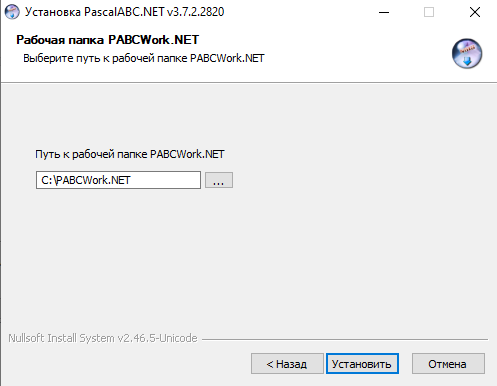 Установка PascalABC.NET v3.7.2.2820
Рабочая папка PABCWork.NET
Выберите путь к рабочей папке PABCWork.NET
Путь к рабочей папке PABCWork.NET
C:\PABCWork.NET
...
Nullsoft Install System v2.46.5-Unicode
< Назад
Установить
Отмена